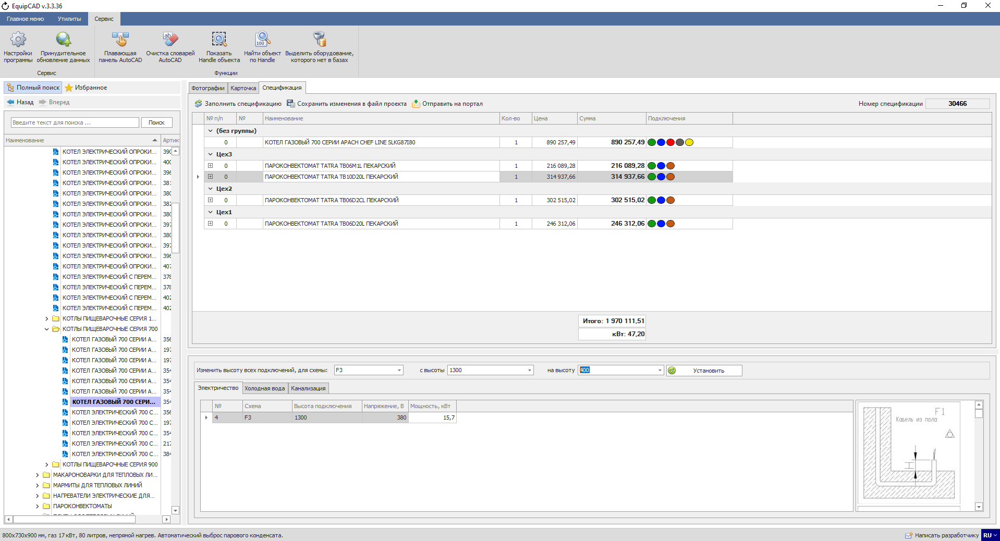 EquipCAD v.3.3.36
Главное меню Утилиты Сервис
Настройки программы
Принудительное обновление данных
Плавающая панель AutoCAD
Очистка словарей AutoCAD
Показать Handle объекта
Найти объект по Handle
Выделить оборудование, которого нет в базах
Сервис Функции
Полный поиск Избранное
Назад Вперед
Введите текст для поиска ... Поиск
Наименование Артик
КОТЕЛ ЭЛЕКТРИЧЕСКИЙ ОПРОКИ... 390
КОТЕЛ ЭЛЕКТРИЧЕСКИЙ ОПРОКИ... 400
КОТЕЛ ЭЛЕКТРИЧЕСКИЙ ОПРОКИ... 396
КОТЕЛ ЭЛЕКТРИЧЕСКИЙ ОПРОКИ... 381
КОТЕЛ ЭЛЕКТРИЧЕСКИЙ ОПРОКИ... 380
КОТЕЛ ЭЛЕКТРИЧЕСКИЙ ОПРОКИ... 382
КОТЕЛ ЭЛЕКТРИЧЕСКИЙ ОПРОКИ... 380
КОТЕЛ ЭЛЕКТРИЧЕСКИЙ ОПРОКИ... 397
КОТЕЛ ЭЛЕКТРИЧЕСКИЙ ОПРОКИ... 380
КОТЕЛ ЭЛЕКТРИЧЕСКИЙ ОПРОКИ... 397
КОТЕЛ ЭЛЕКТРИЧЕСКИЙ ОПРОКИ... 396
КОТЕЛ ЭЛЕКТРИЧЕСКИЙ ОПРОКИ... 407
КОТЕЛ ЭЛЕКТРИЧЕСКИЙ С ПЕРЕМ... 378
КОТЕЛ ЭЛЕКТРИЧЕСКИЙ С ПЕРЕМ... 378
КОТЕЛ ЭЛЕКТРИЧЕСКИЙ С ПЕРЕМ... 402
КОТЕЛ ЭЛЕКТРИЧЕСКИЙ С ПЕРЕМ... 402
КОТЛЫ ПИЩЕВАРОЧНЫЕ СЕРИЯ 1...
КОТЛЫ ПИЩЕВАРОЧНЫЕ СЕРИЯ 700
КОТЕЛ ГАЗОВЫЙ 700 СЕРИИ А... 356
КОТЕЛ ГАЗОВЫЙ 700 СЕРИИ А... 197
КОТЕЛ ГАЗОВЫЙ 700 СЕРИИ А... 197
КОТЕЛ ГАЗОВЫЙ 700 СЕРИИ А... 354
КОТЕЛ ГАЗОВЫЙ 700 СЕРИИ А... 354
КОТЕЛ ГАЗОВЫЙ 700 СЕРИИ А... 354
КОТЕЛ ГАЗОВЫЙ 700 СЕРИ... 354
КОТЕЛ ЭЛЕКТРИЧЕСКИЙ 700 С... 356
КОТЕЛ ЭЛЕКТРИЧЕСКИЙ 700 С... 197
КОТЕЛ ЭЛЕКТРИЧЕСКИЙ 700 С... 354
КОТЕЛ ЭЛЕКТРИЧЕСКИЙ 700 С... 217
КОТЕЛ ЭЛЕКТРИЧЕСКИЙ 700 С... 384
КОТЛЫ ПИЩЕВАРОЧНЫЕ СЕРИЯ 900
МАКАРОНОВАРКИ ДЛЯ ТЕПЛОВЫХ ЛИ...
МАРМИТЫ ДЛЯ ТЕПЛОВЫХ ЛИНИЙ
НАГРЕВАТЕЛИ ЭЛЕКТРИЧЕСКИЕ ДЛЯ...
ПАРОКОНВЕКТОМАТЫ
Фотографии Карточка Спецификация
Заполнить спецификацию Сохранить изменения в файл проекта Отправить на портал Номер спецификации 30466
№ п/п № Наименование Кол-во Цена Сумма Подключения
(без группы)
0 КОТЕЛ ГАЗОВЫЙ 700 СЕРИИ APACH CHEF LINE SLKG87I80 1 890 257,49 890 257,49
Цех3
0 ПАРОКОНВЕКТОМАТ TATRA TB06M1L ПЕКАРСКИЙ 1 216 089,28 216 089,28
0 ПАРОКОНВЕКТОМАТ TATRA TB10D20L ПЕКАРСКИЙ 1 314 937,66 314 937,66
Цех2
0 ПАРОКОНВЕКТОМАТ TATRA TB06D2CL ПЕКАРСКИЙ 1 302 515,02 302 515,02
Цех1
0 ПАРОКОНВЕКТОМАТ TATRA TB06D20L ПЕКАРСКИЙ 1 246 312,06 246 312,06
Итого: 1 970 111,51
кВт: 47,20
Изменить высоту всех подключений, для схемы: F3 с высоты 1300 на высоту 400 Установить
Электричество Холодная вода Канализация
№ Схема Высота подключения Напряжение, В Мощность, кВт
4 F3 1300 380 15,7
F1
Кабель из пола
H
800x730x900 мм, газ 17 кВт, 80 литров, непрямой нагрев. Автоматический выброс парового конденсата.
Написать разработчику RU